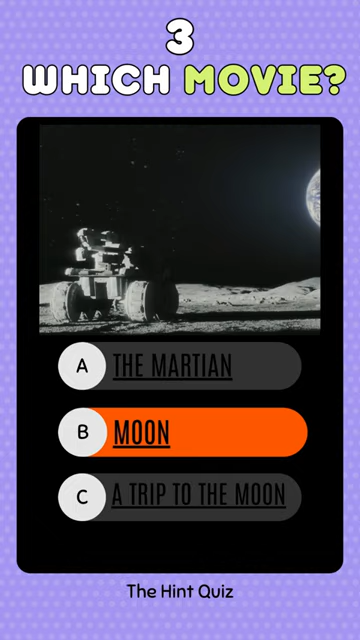 3
WHICH MOVIE?
A THE MARTIAN
B MOON
C A TRIP TO THE MOON
The Hint Quiz